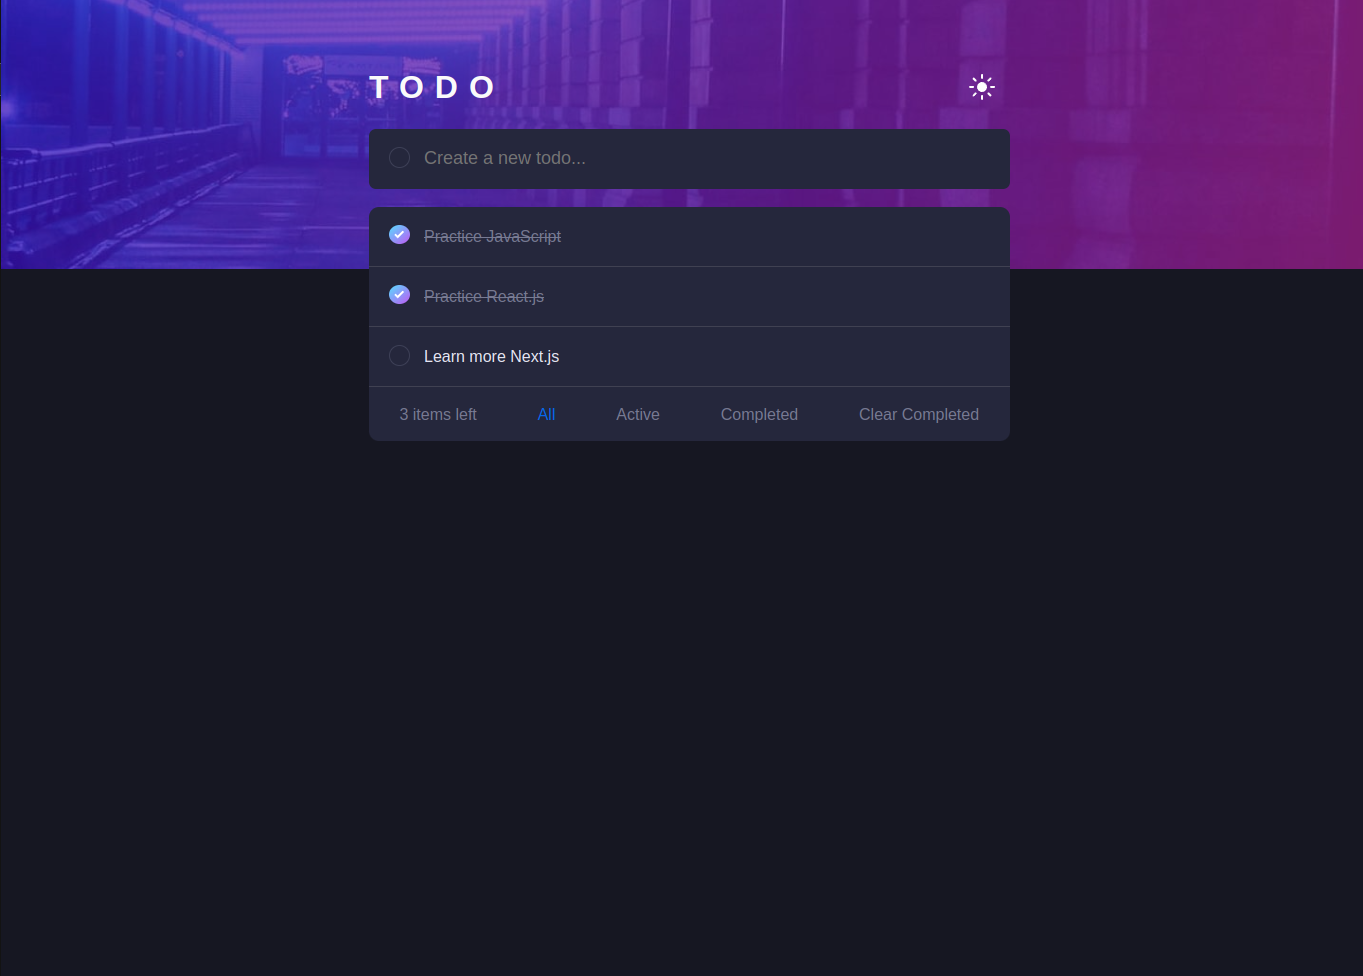 TODO
Create a new todo...
Practice JavaScript
Practice React.js
Learn more Next.js
3 items left All Active Completed Clear Completed